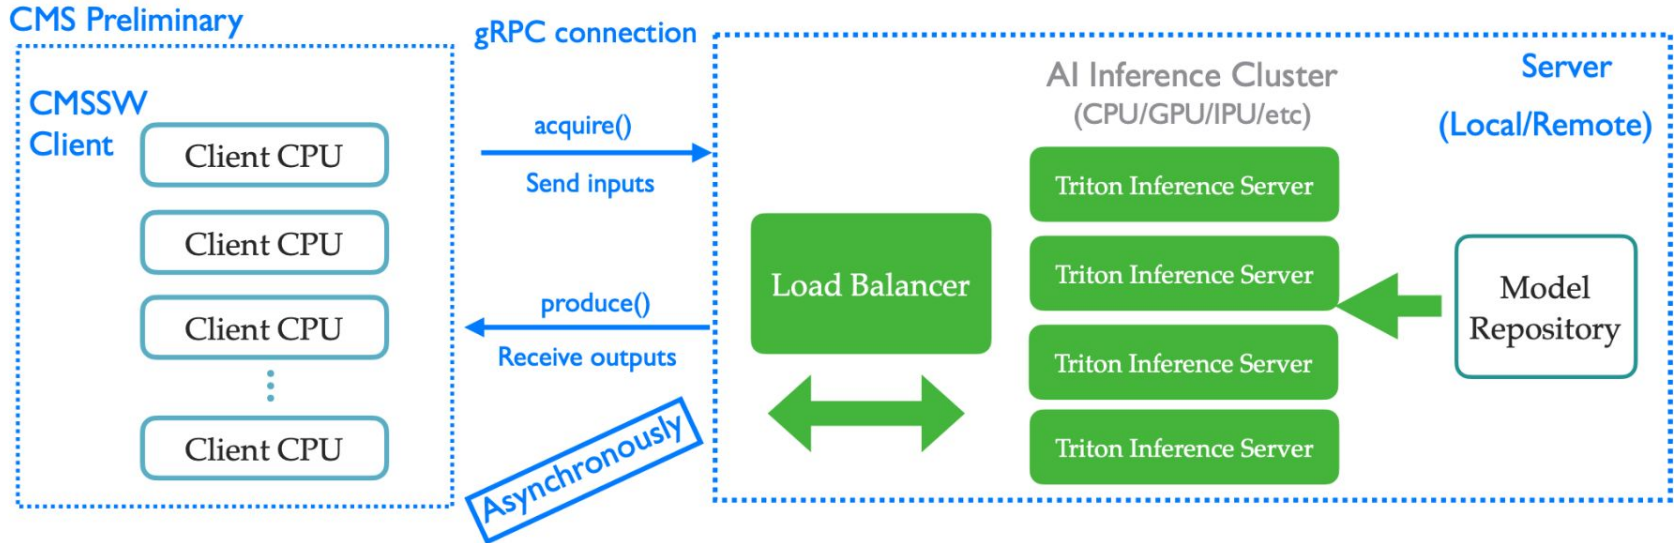 CMS Preliminary
CMSSW
Client
Client CPU
Client CPU
Client CPU
Client CPU
gRPC connection
acquire()
Send inputs
produce()
Receive outputs
Asynchronously
Load Balancer
AI Inference Cluster
(CPU/GPU/IPU/etc)
Triton Inference Server
Triton Inference Server
Triton Inference Server
Triton Inference Server
Server
(Local/Remote)
Model
Repository